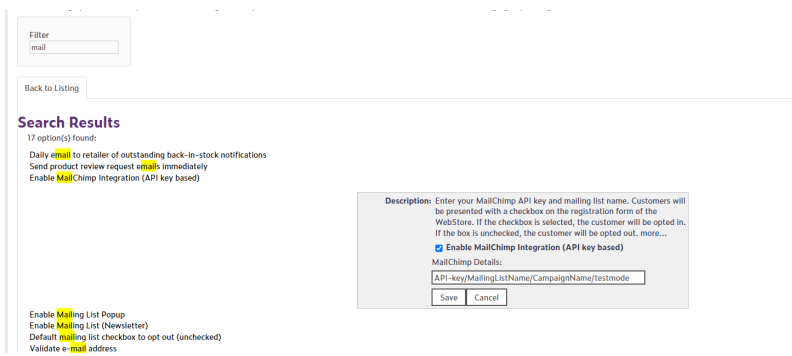 Filter
mail
Back to Listing
Search Results
17 option(s) found:
Daily email to retailer of outstanding back-in-stock notifications
Send product review request emails immediately
Enable MailChimp Integration (API key based)
Description: Enter your MailChimp API key and mailing list name. Customers will
be presented with a checkbox on the registration form of the
WebStore. If the checkbox is selected, the customer will be opted in.
If the box is unchecked, the customer will be opted out. more...
Enable MailChimp Integration (API key based)
MailChimp Details:
API-key/MailingListName/CampaignName/testmode
Save Cancel
Enable Mailing List Popup
Enable Mailing List (Newsletter)
Default mailing list checkbox to opt out (unchecked)
Validate e-mail address